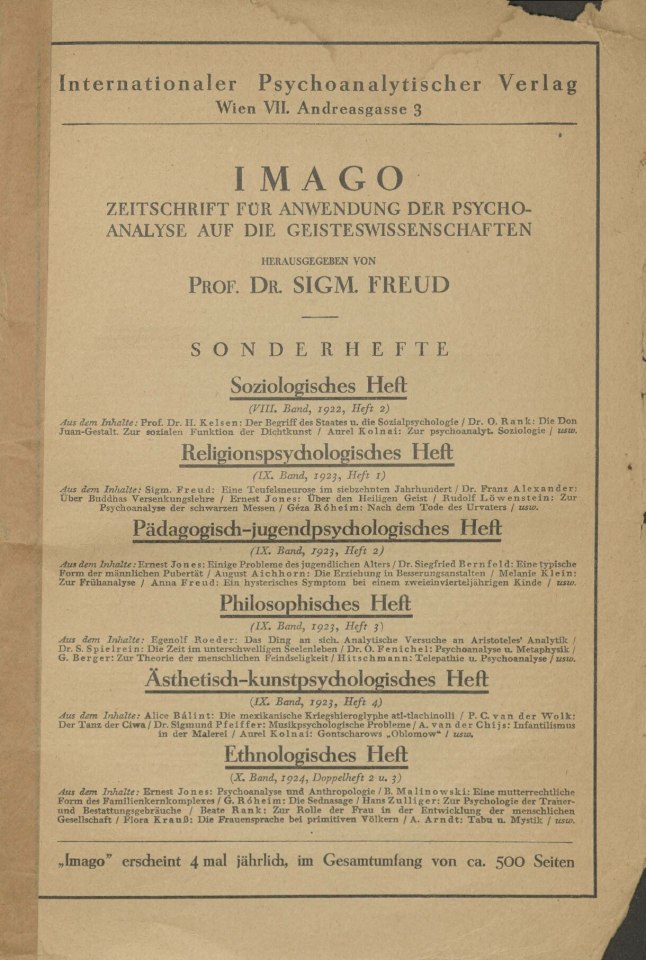 Internationaler Psychoanalytischer Verlag
Wien VII. Andreasgasse 3
IMAGO
ZEITSCHRIFT FÜR ANWENDUNG DER PSYCHO-
ANALYSE AUF DIE GEISTESWISSENSCHAFTEN
HERAUSGEGEBEN VON
PROF. DR. SIGM. FREUD
SONDERHEFTE
Soziologisches Heft
(VIII. Band, 1922, Heft 2)
Aus dem Inhalte: Prof. Dr. H. Kelsen: Der Begriff des Staates u. die Sozialpsychologie / Dr. O. Rank: Die Don
Juan-Gestalt. Zur sozialen Funktion der Dichtkunst / Aurel Kolnai: Zur psychoanalyt. Soziologie / usw.
Religionspsychologisches Heft
(IX. Band, 1923, Heft 1)
Aus dem Inhalte: Sigm. Freud: Eine Teufelsneurose im siebzehnten Jahrhundert / Dr. Franz Alexander:
Über Buddhas Versenkungslehre / Ernest Jones: Über den Heiligen Geist / Rudolf Löwenstein: Zur
Psychoanalyse der schwarzen Messen / Géza Róheim: Nach dem Tode des Urvaters / usw.
Pädagogisch-jugendpsychologisches Heft
(IX. Band, 1923, Heft 2)
Aus dem Inhalte: Ernest Jones: Einige Probleme des jugendlichen Alters / Dr. Siegfried Bernfeld: Eine typische
Form der männlichen Pubertät / August Aichhorn: Die Erziehung in Besserungsanstalten / Melanie Klein:
Zur Frühanalyse / Anna Freud: Ein hysterisches Symptom bei einem zweieinvierteljährigen Kinde / usw.
Philosophisches Heft
(IX. Band, 1923, Heft 3)
Aus dem Inhalte: Egenolf Roeder: Das Ding an sich. Analytische Versuche an Aristoteles' Analytik /
Dr. S. Spielrein: Die Zeit im unterschwelligen Seelenleben / Dr. O. Fenichel: Psychoanalyse u. Metaphysik /
G. Berger: Zur Theorie der menschlichen Feindseligkeit / Hitschmann: Telepathie u. Psychoanalyse / usw.
Ästhetisch-kunstpsychologisches Heft
(IX. Band, 1923, Heft 4)
Aus dem Inhalte: Alice Bálint: Die mexikanische Kriegshieroglyphe atl-tlachinolli / P. C. van der Wolk:
Der Tanz der Ciwa / Dr. Sigmund Pfeiffer: Musikpsychologische Probleme / A. van der Chijs: Infantilismus
in der Malerei / Aurel Kolnai: Gontscharows „Oblomow” / usw.
Ethnologisches Heft
(X. Band, 1924, Doppelheft 2 u. 3)
Aus dem Inhalte: Ernest Jones: Psychoanalyse und Anthropologie / B. Malinowski: Eine mutterrechtliche
Form des Familienkernkomplexes / G. Róheim: Die Sednasage / Hans Zulliger: Zur Psychologie der Trauer-
und Bestattungsgebräuche / Beate Rank: Zur Rolle der Frau in der Entwicklung der menschlichen
Gesellschaft / Flora Krauß: Die Frauensprache bei primitiven Völkern / A. Arndt: Tabu u. Mystik / usw.
„Imago” erscheint 4 mal jährlich, im Gesamtumfang von ca. 500 Seiten